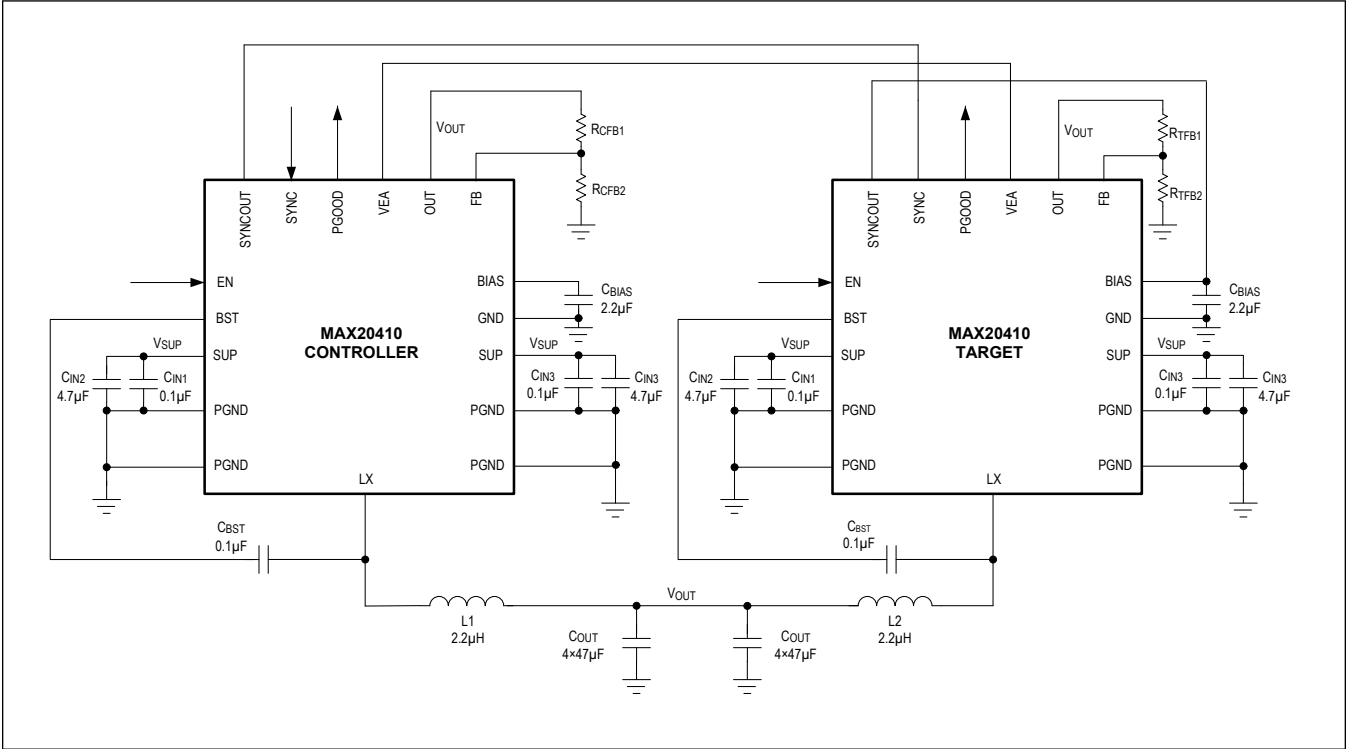 VOUT
RCFB1
RCFB2
SYNCOUT
SYNC
PGOOD
VEA
OUT
FB
EN
BST
SUP
PGND
PGND
BIAS
GND
SUP
PGND
PGND
LX
MAX20410
CONTROLLER
VSUP
CIN2
4.7µF
CIN1
0.1µF
CBIAS
2.2µF
VSUP
CIN3
0.1µF
CIN3
4.7µF
CBST
0.1µF
VOUT
RTFB1
RTFB2
SYNCOUT
SYNC
PGOOD
VEA
OUT
FB
EN
BST
SUP
PGND
PGND
BIAS
GND
SUP
PGND
PGND
LX
MAX20410
TARGET
VSUP
CIN2
4.7µF
CIN1
0.1µF
CBIAS
2.2µF
VSUP
CIN3
0.1µF
CIN3
4.7µF
CBST
0.1µF
L1
2.2µH
VOUT
COUT
4×47µF
COUT
4×47µF
L2
2.2µH